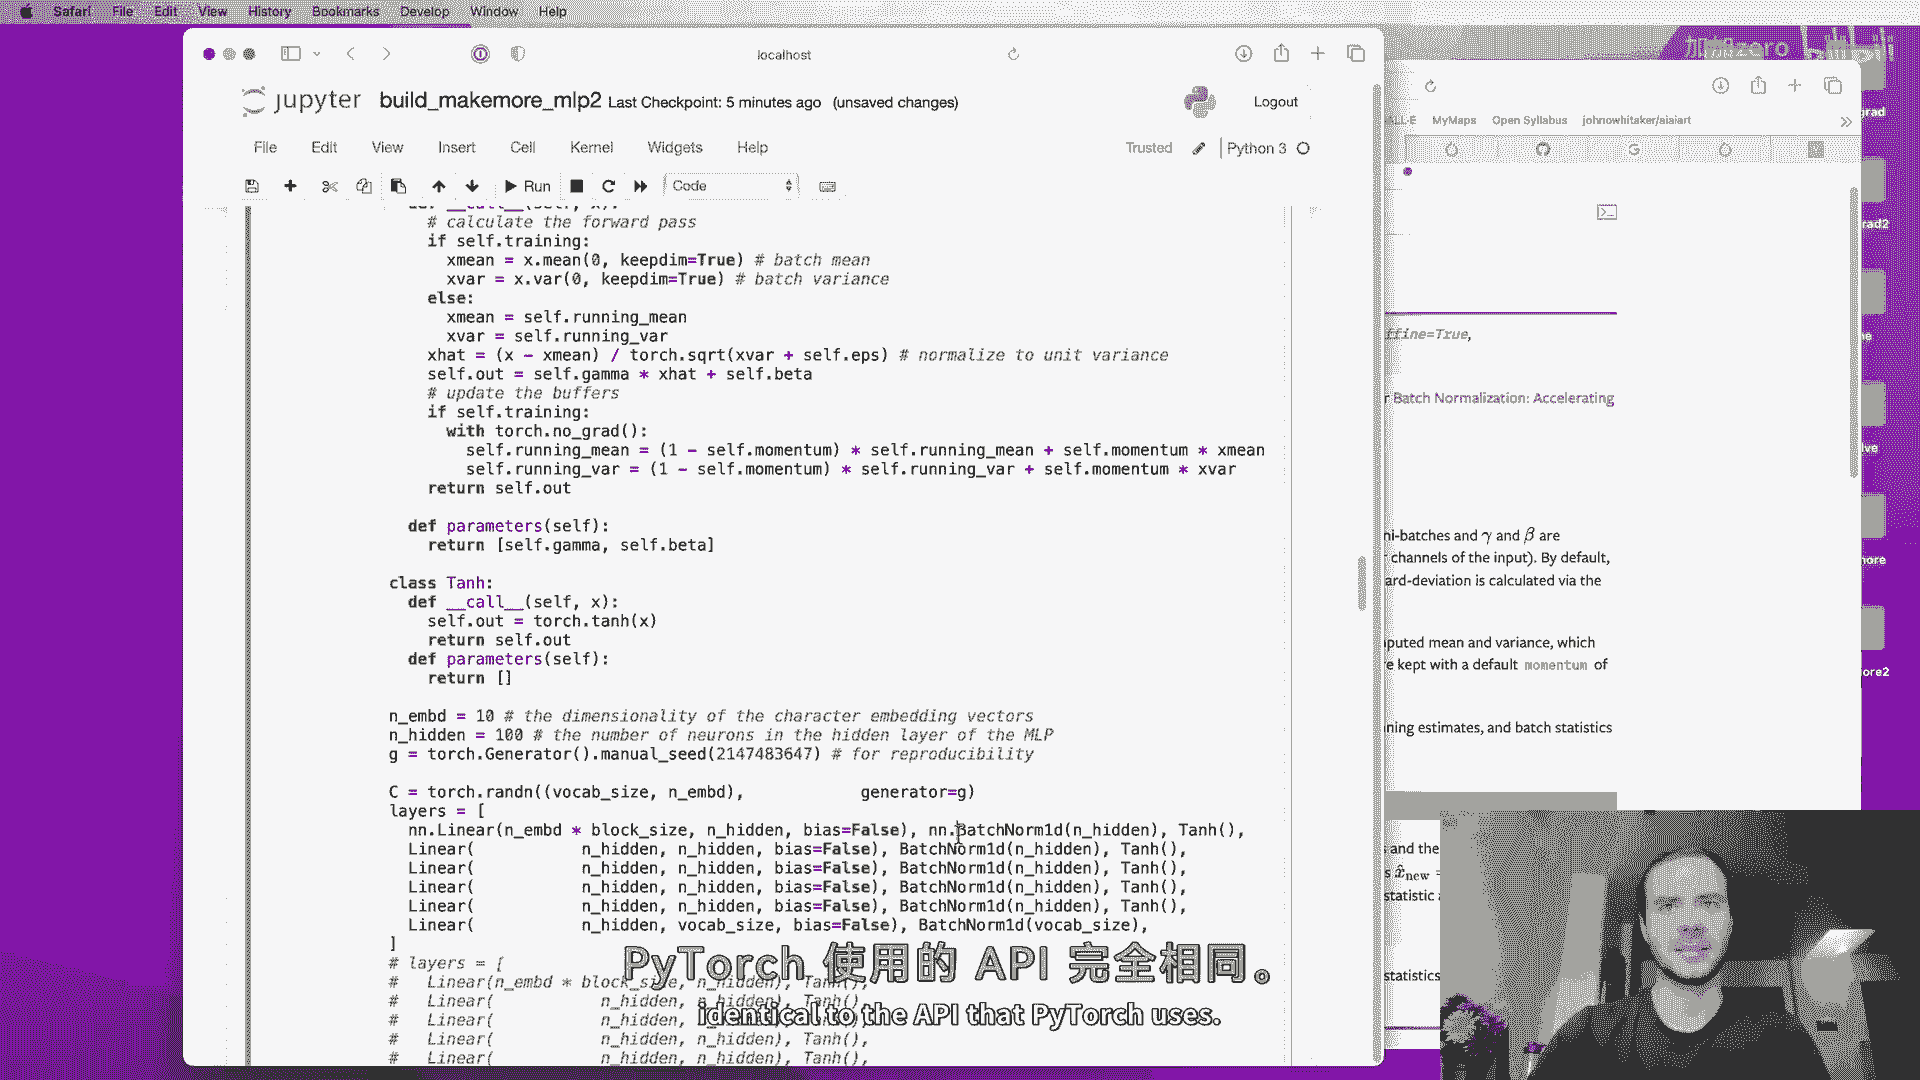 Safari File Edit View History Bookmarks Develop Window Help
localhost
jupyter build_makemore_mlp2 Last Checkpoint: 5 minutes ago (unsaved changes)
Logout
File Edit View Insert Cell Kernel Widgets Help
Trusted Python 3
Run Code
# calculate the forward pass
if self.training:
xmean = x.mean(0, keepdim=True) # batch mean
xvar = x.var(0, keepdim=True) # batch variance
else:
xmean = self.running_mean
xvar = self.running_var
xhat = (x - xmean) / torch.sqrt(xvar + self.eps) # normalize to unit variance
self.out = self.gamma * xhat + self.beta
# update the buffers
if self.training:
with torch.no_grad():
self.running_mean = (1 - self.momentum) * self.running_mean + self.momentum * xmean
self.running_var = (1 - self.momentum) * self.running_var + self.momentum * xvar
return self.out
def parameters(self):
return [self.gamma, self.beta]
class Tanh:
def __call__(self, x):
self.out = torch.tanh(x)
return self.out
def parameters(self):
return []
n_embd = 10 # the dimensionality of the character embedding vectors
n_hidden = 100 # the number of neurons in the hidden layer of the MLP
g = torch.Generator().manual_seed(2147483647) # for reproducibility
C = torch.randn((vocab_size, n_embd), generator=g)
layers = [
nn.Linear(n_embd * block_size, n_hidden, bias=False), nn.BatchNorm1d(n_hidden), Tanh(),
Linear( n_hidden, n_hidden, bias=False), BatchNorm1d(n_hidden), Tanh(),
Linear( n_hidden, n_hidden, bias=False), BatchNorm1d(n_hidden), Tanh(),
Linear( n_hidden, n_hidden, bias=False), BatchNorm1d(n_hidden), Tanh(),
Linear( n_hidden, n_hidden, bias=False), BatchNorm1d(n_hidden), Tanh(),
Linear( n_hidden, vocab_size, bias=False), BatchNorm1d(vocab_size),
]
# layers = [
# Linear(n_embd * block_size, n_hidden), Tanh(),
# Linear( n_hidden, n_hidden), Tanh(),
# Linear( n_hidden, n_hidden), Tanh(),
# Linear( n_hidden, n_hidden), Tanh(),
# Linear( n_hidden, n_hidden), Tanh(),
PyTorch 使用的 API 完全相同。
identical to the API that PyTorch uses.
MyMaps Open Syllabus johnowhitaker/aiaiart
ffine=True,
Batch Normalization: Accelerating
ni-batches and γ and β are
channels of the input). By default,
ard-deviation is calculated via the
puted mean and variance, which
e kept with a default momentum of
ning estimates, and batch statistics
and the
x̂new =
statistic
statistics